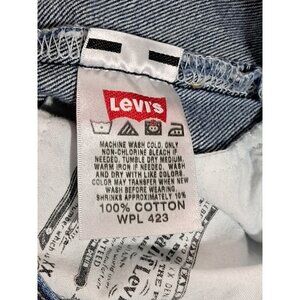 LEVI'S
MACHINE WASH COLD. ONLY
NON-CHLORINE BLEACH IF
NEEDED, TUMBLE DRY MEDIUM,
WARM IRON IF NEEDED. WASH
AND DRY WITH LIKE COLORS.
COLOR MAY TRANSFER WHEN NEW
WASH BEFORE WEARING.
SHRINKS APPROXIMATELY 10%
100% COTTON
WPL 423